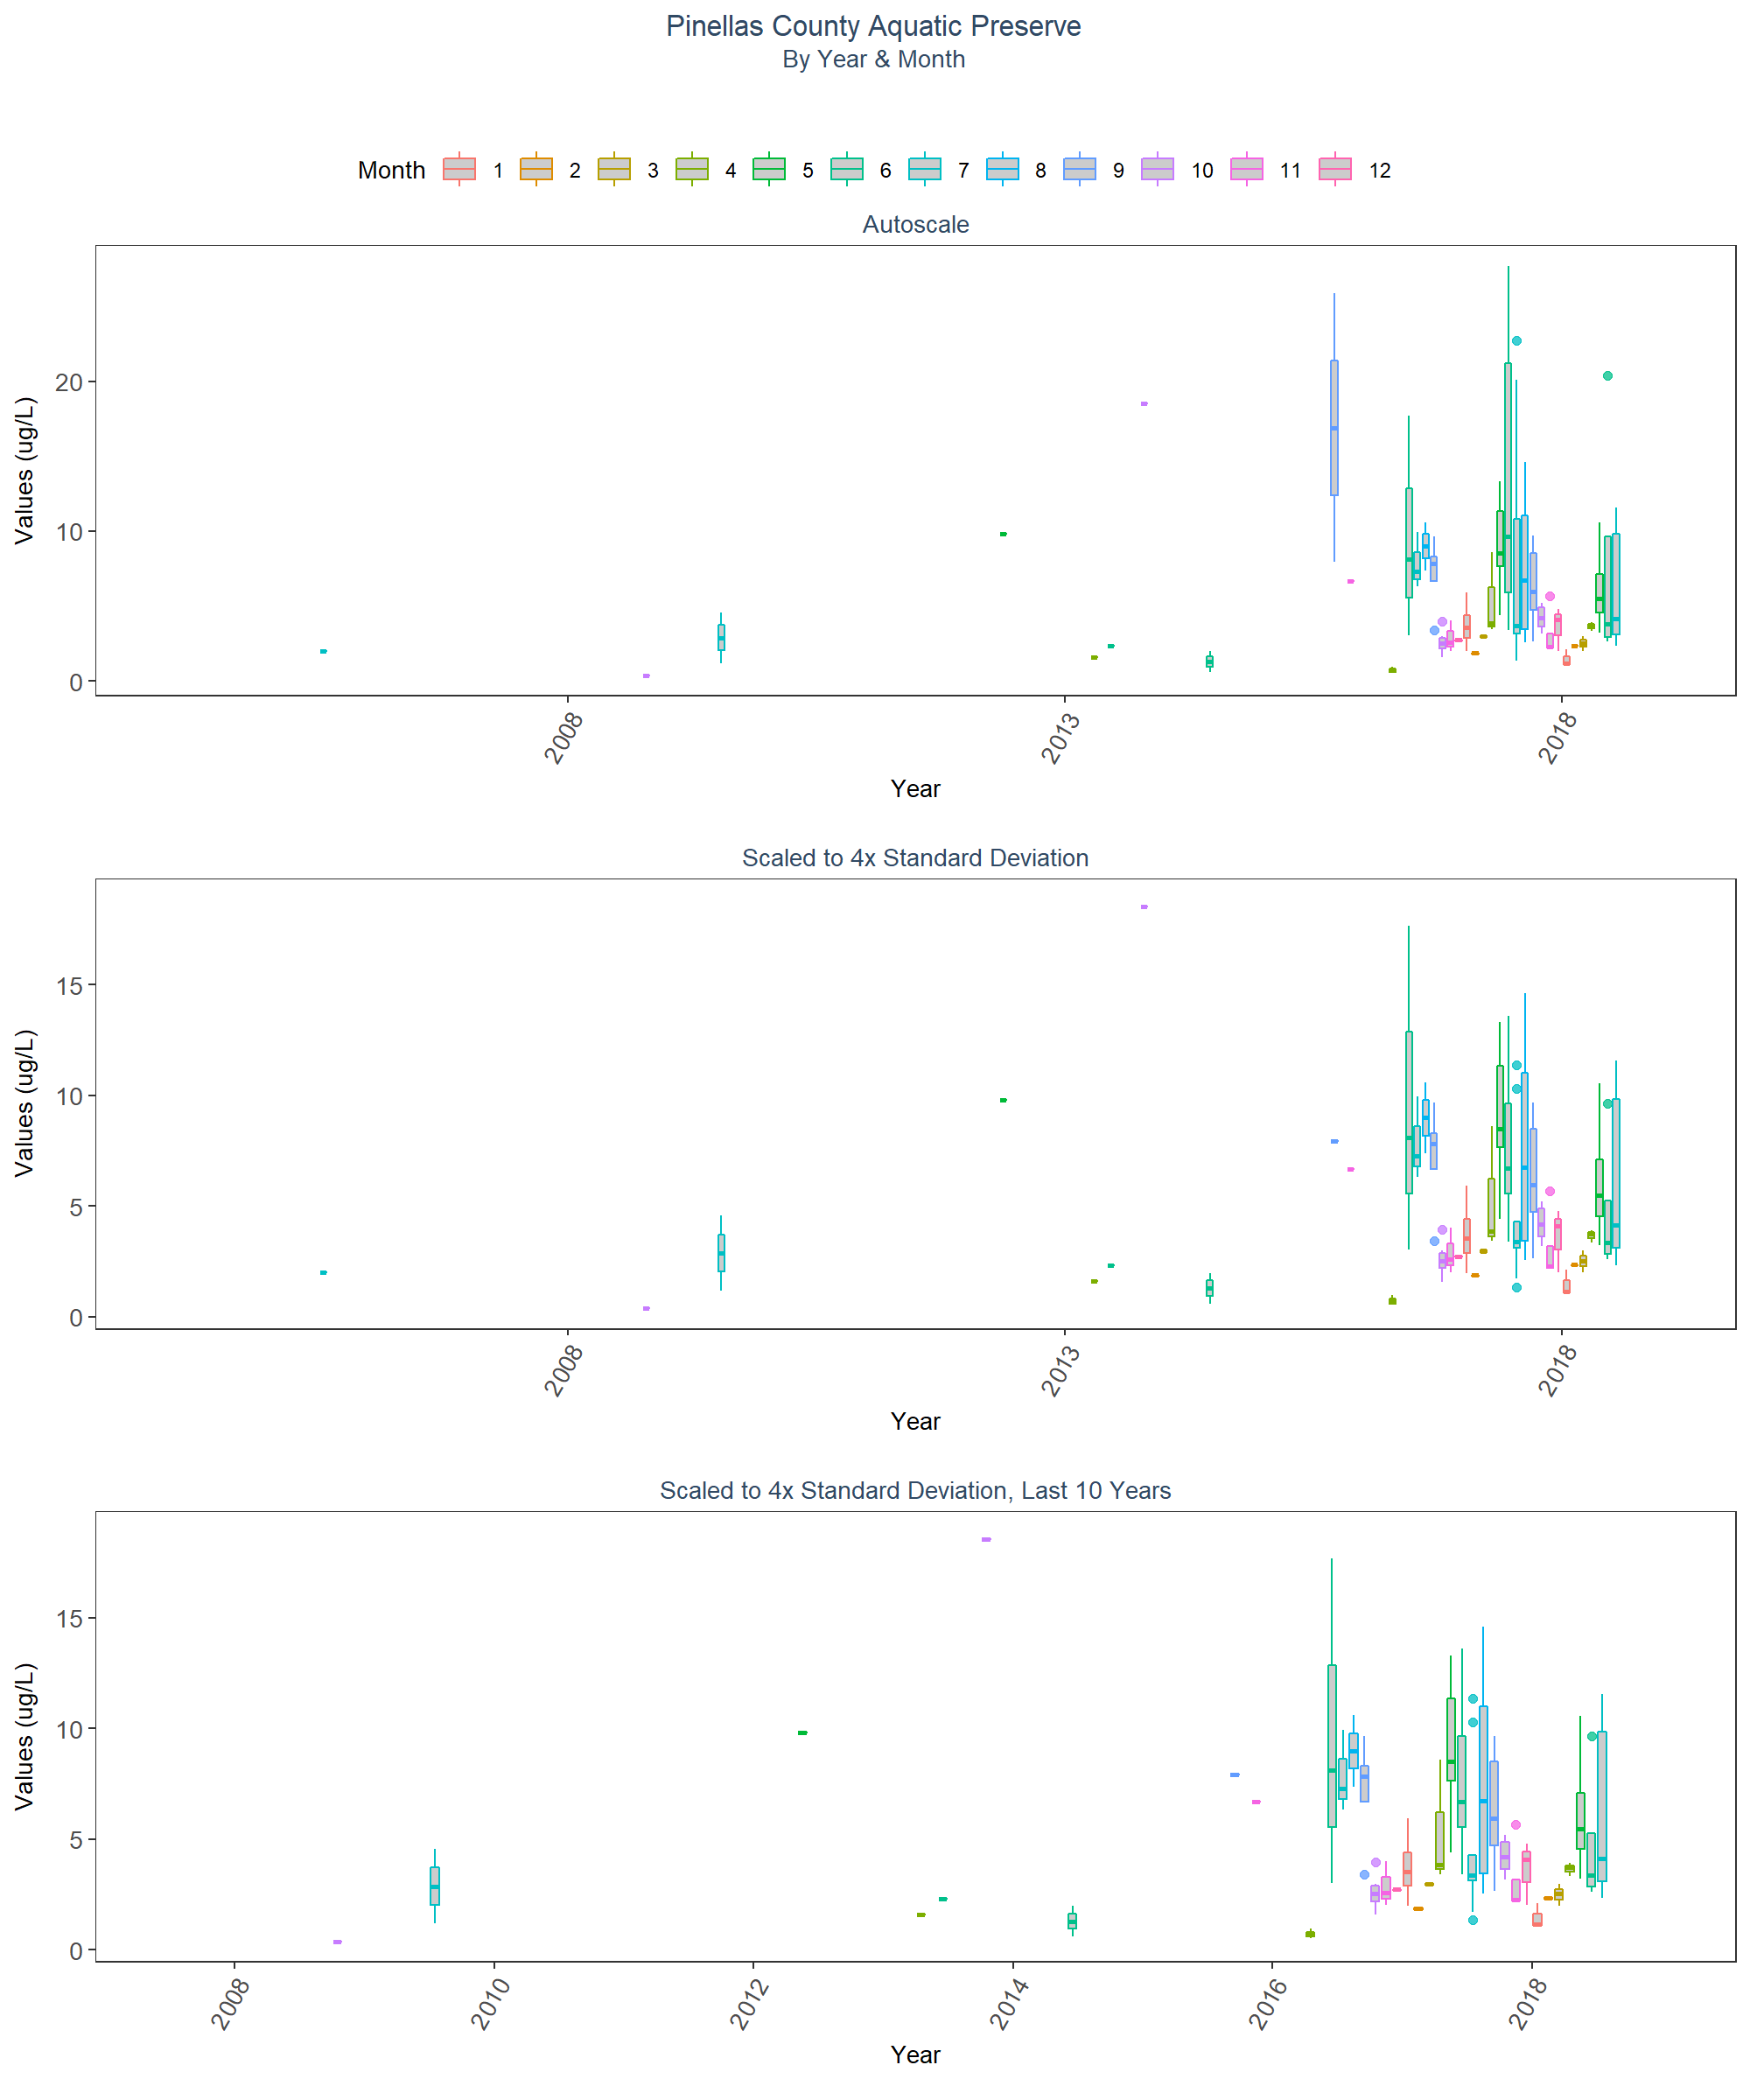 Pinellas County Aquatic Preserve
By Year & Month
Month 1 2 3 4 5 6 7 8 9 10 11 12
Autoscale
Values (ug/L)
20
10
0
2008 2013 2018
Year
Scaled to 4x Standard Deviation
Values (ug/L)
15
10
5
0
2008 2013 2018
Year
Scaled to 4x Standard Deviation, Last 10 Years
Values (ug/L)
15
10
5
0
2008 2010 2012 2014 2016 2018
Year